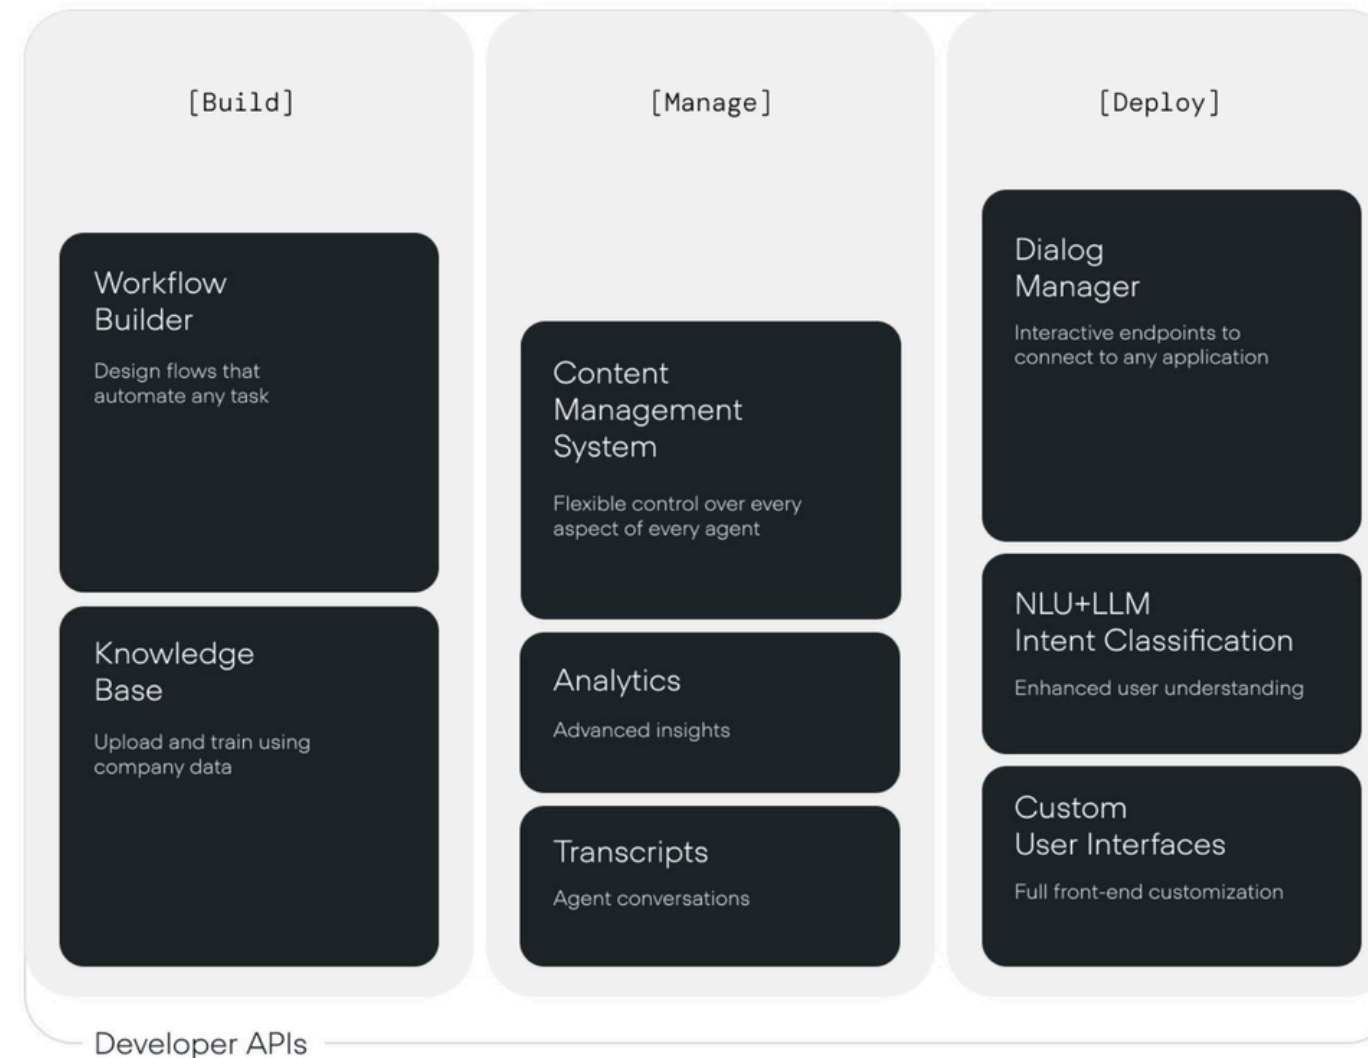 [Build]
Workflow
Builder
Design flows that
automate any task
Knowledge
Base
Upload and train using
company data
[Manage]
Content
Management
System
Flexible control over every
aspect of every agent
Analytics
Advanced insights
Transcripts
Agent conversations
[Deploy]
Dialog
Manager
Interactive endpoints to
connect to any application
NLU+LLM
Intent Classification
Enhanced user understanding
Custom
User Interfaces
Full front-end customization
Developer APIs